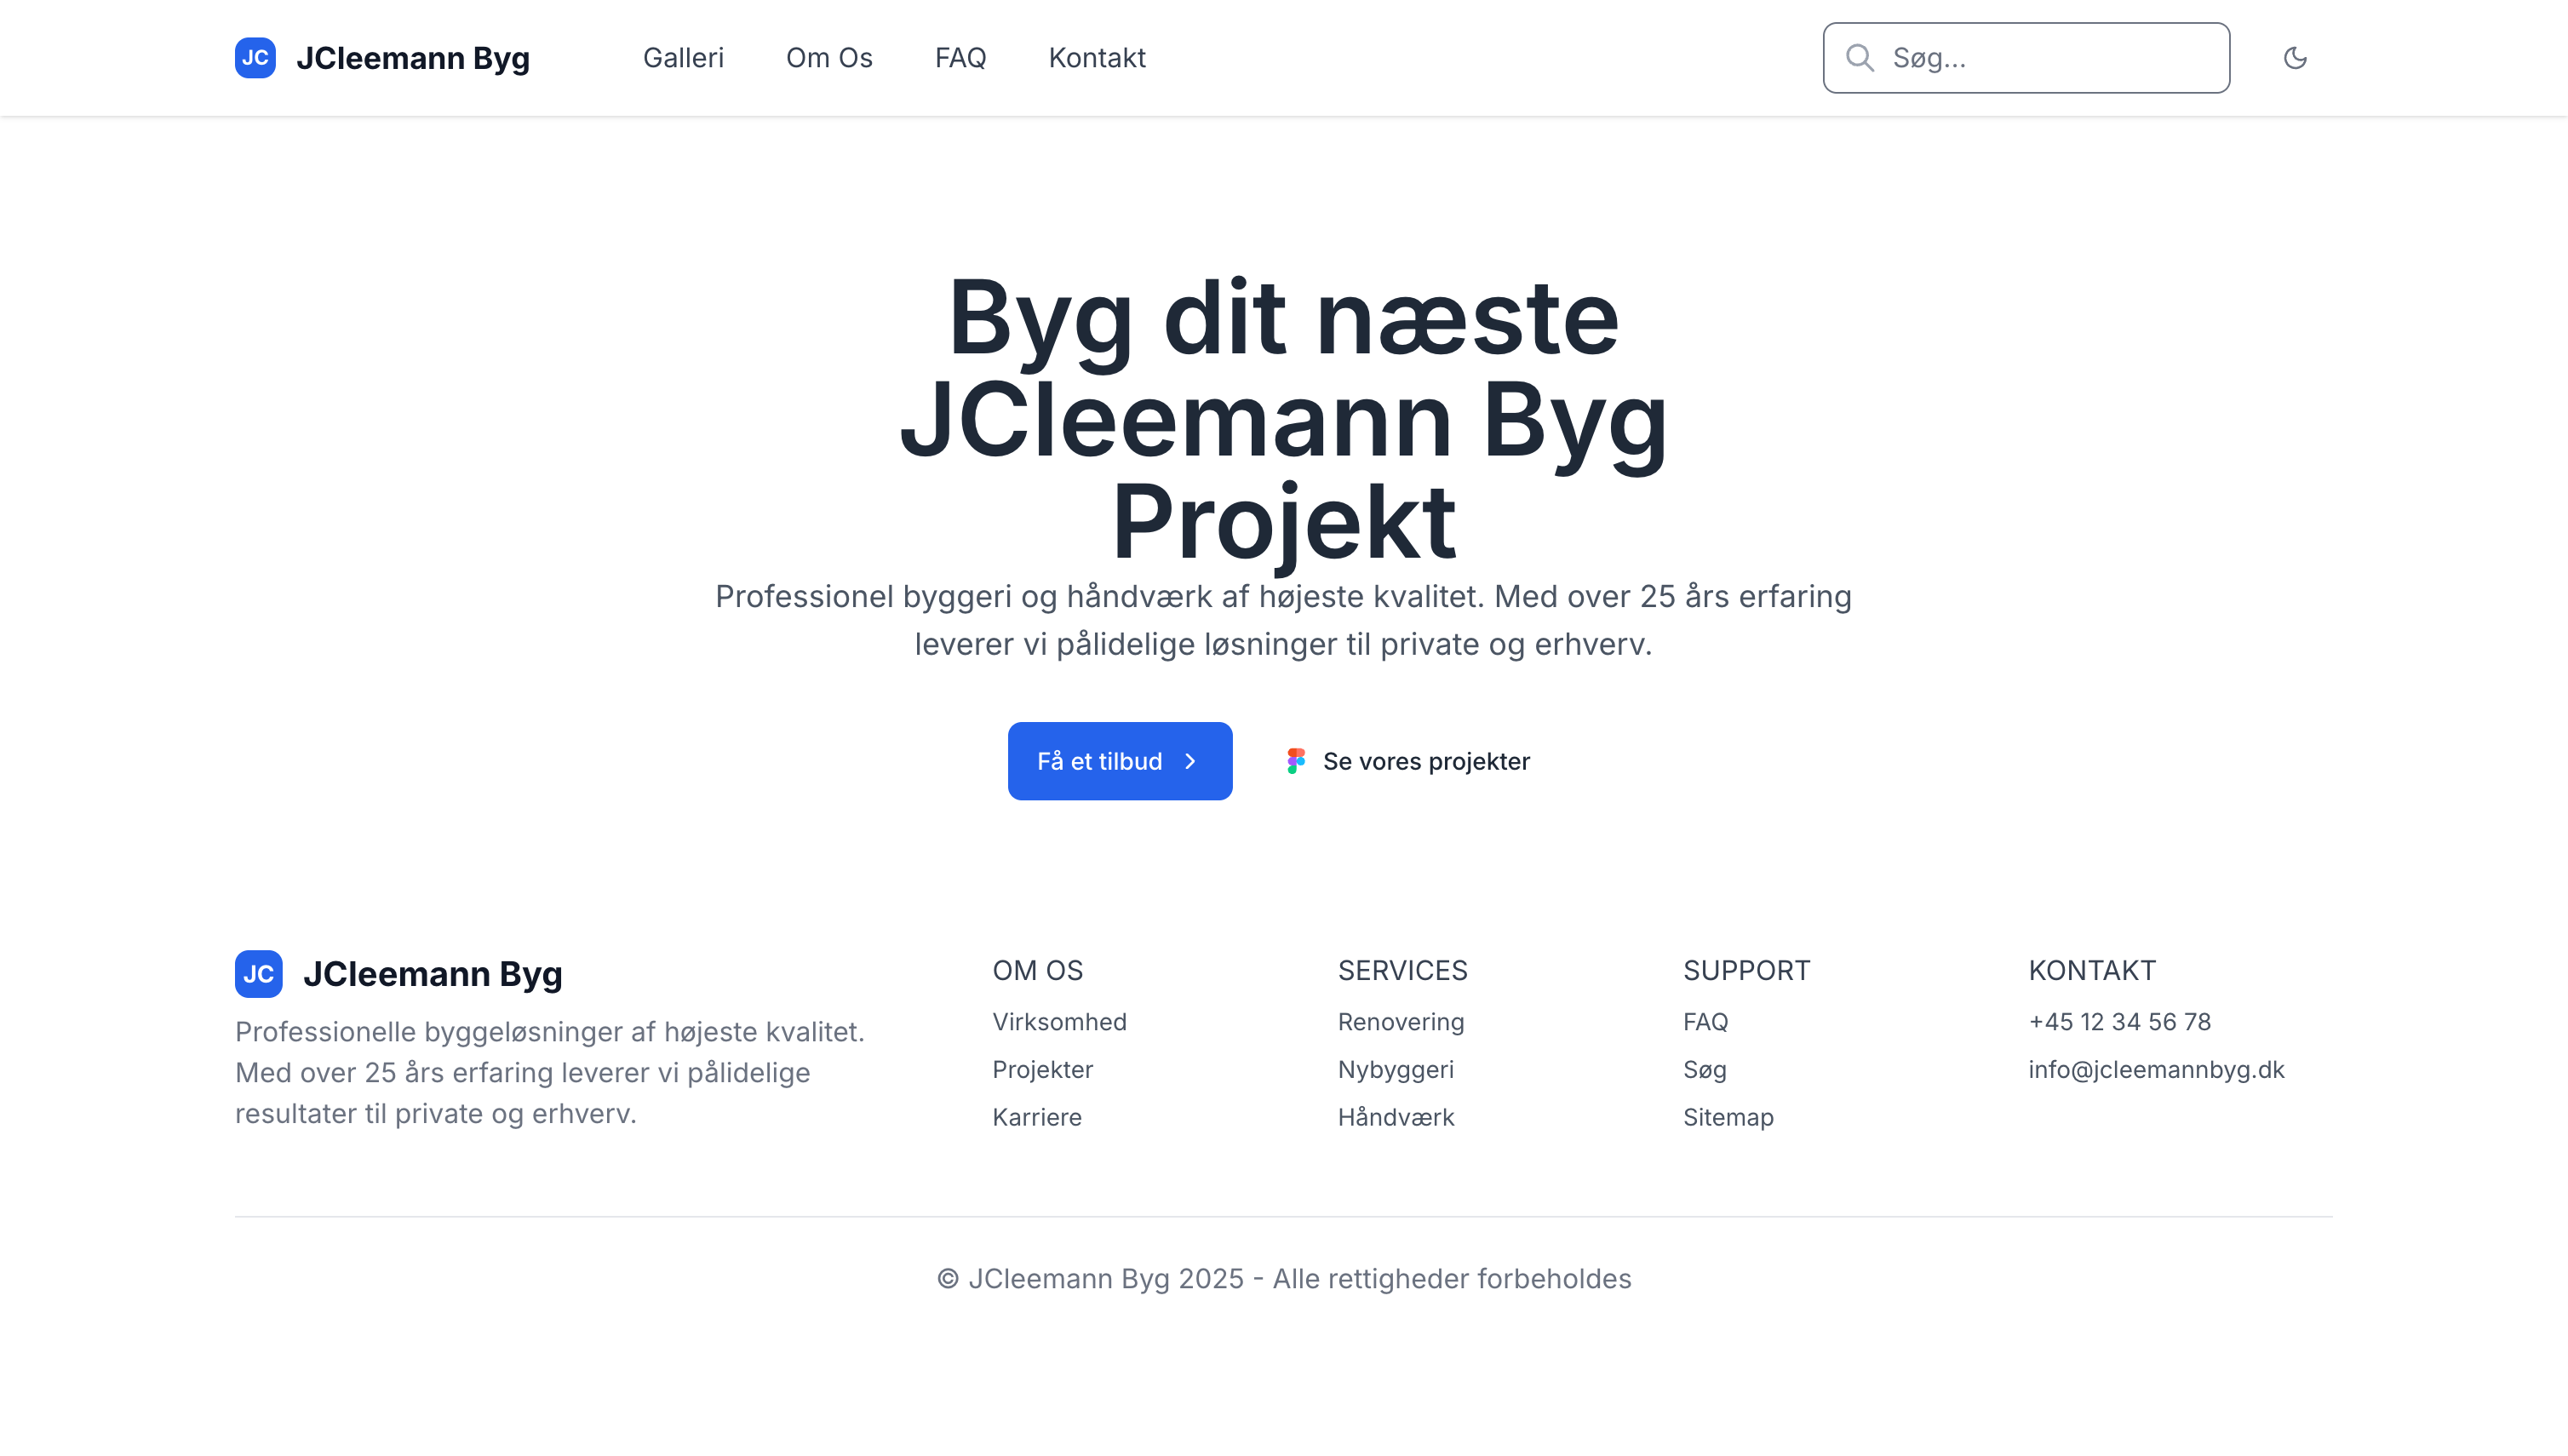 JC JCleemann Byg Galleri Om Os FAQ Kontakt Søg...
Byg dit næste
JCleemann Byg
Projekt
Professionel byggeri og håndværk af højeste kvalitet. Med over 25 års erfaring
leverer vi pålidelige løsninger til private og erhverv.
Få et tilbud
Se vores projekter
JC JCleemann Byg
Professionelle byggeløsninger af højeste kvalitet.
Med over 25 års erfaring leverer vi pålidelige
resultater til private og erhverv.
OM OS
Virksomhed
Projekter
Karriere
SERVICES
Renovering
Nybyggeri
Håndværk
SUPPORT
FAQ
Søg
Sitemap
KONTAKT
+45 12 34 56 78
info@jcleemannbyg.dk
© JCleemann Byg 2025 - Alle rettigheder forbeholdes